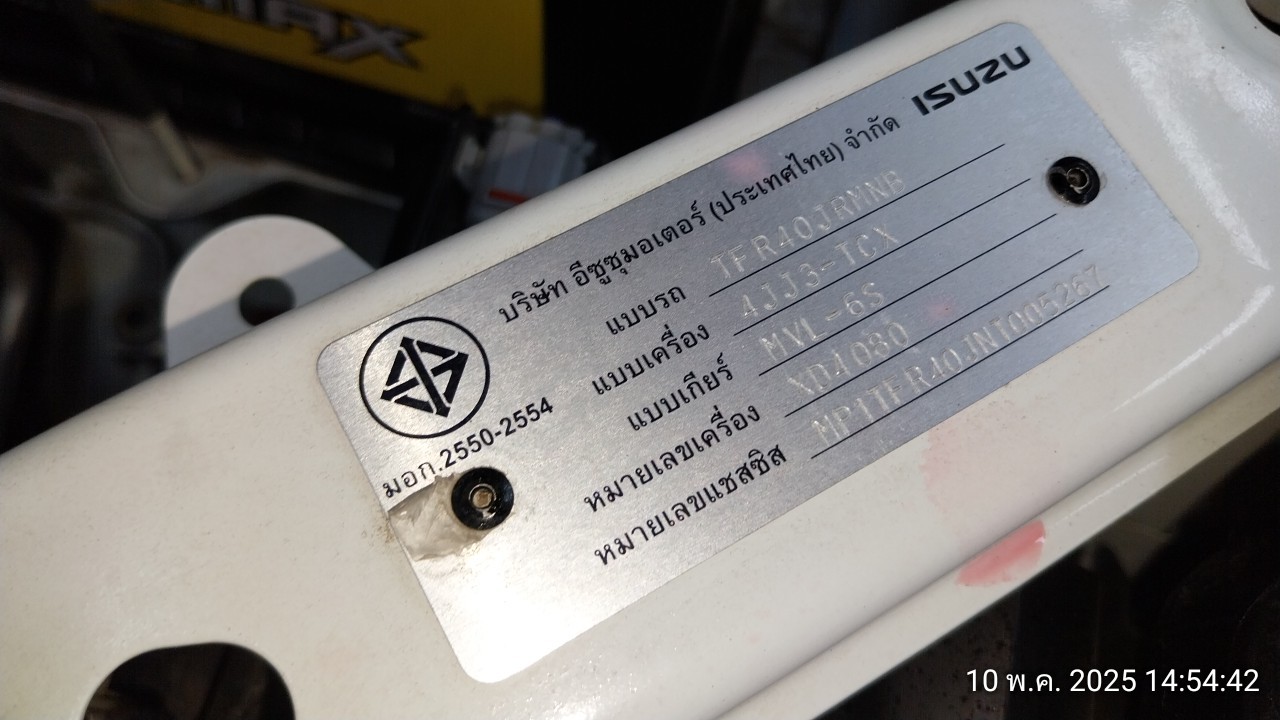 MAX
ISUZU
บริษัท อีซูซุมอเตอร์ (ประเทศไทย) จำกัด
แบบรถ TFR40JRMNB
แบบเครื่อง 4JJ3-TCX
แบบเกียร์ MVL-6S
หมายเลขเครื่อง XD1080
หมายเลขแชสซิส MP1TFR40JNT005267
มอก.2550-2554
10 พ.ค. 2025 14:54:42